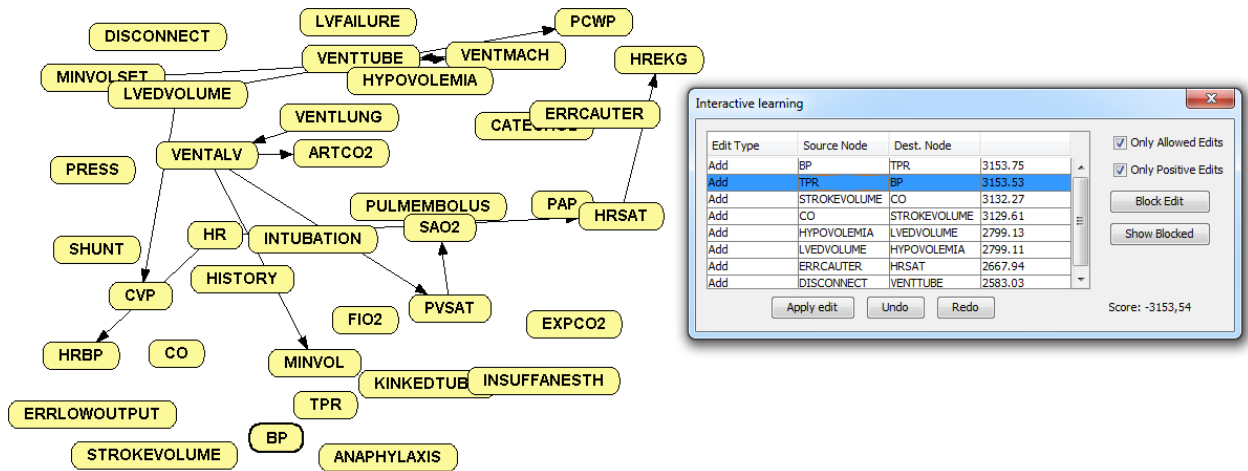 LVFAILURE
PCWP
DISCONNECT
VENTTUBE
VENTMACH
HREKG
MINVOLSET
HYPOVOLEMIA
LVEDVOLUME
VENTLUNG
ERRCAUTER
VENTALV
ARTCO2
PRESS
PULMEMBOLUS
PAP
HRSAT
HR
INTUBATION
SAO2
SHUNT
HISTORY
CVP
PVSAT
FIO2
EXPCO2
HRBP
CO
MINVOL
INSUFFANESTH
TPR
ERRLOWOUTPUT
BP
STROKEVOLUME
ANAPHYLAXIS
Interactive learning
Edit Type Source Node Dest. Node
Add BP TPR 3153.75
Add TPR BP 3153.53
Add STROKEVOLUME CO 3132.27
Add CO STROKEVOLUME 3129.61
Add HYPOVOLEMIA LVEDVOLUME 2799.13
Add LVEDVOLUME HYPOVOLEMIA 2799.11
Add ERRCAUTER HRSAT 2667.94
Add DISCONNECT VENTTUBE 2583.03
Only Allowed Edits
Only Positive Edits
Block Edit
Show Blocked
Apply edit Undo Redo
Score: -3153,54